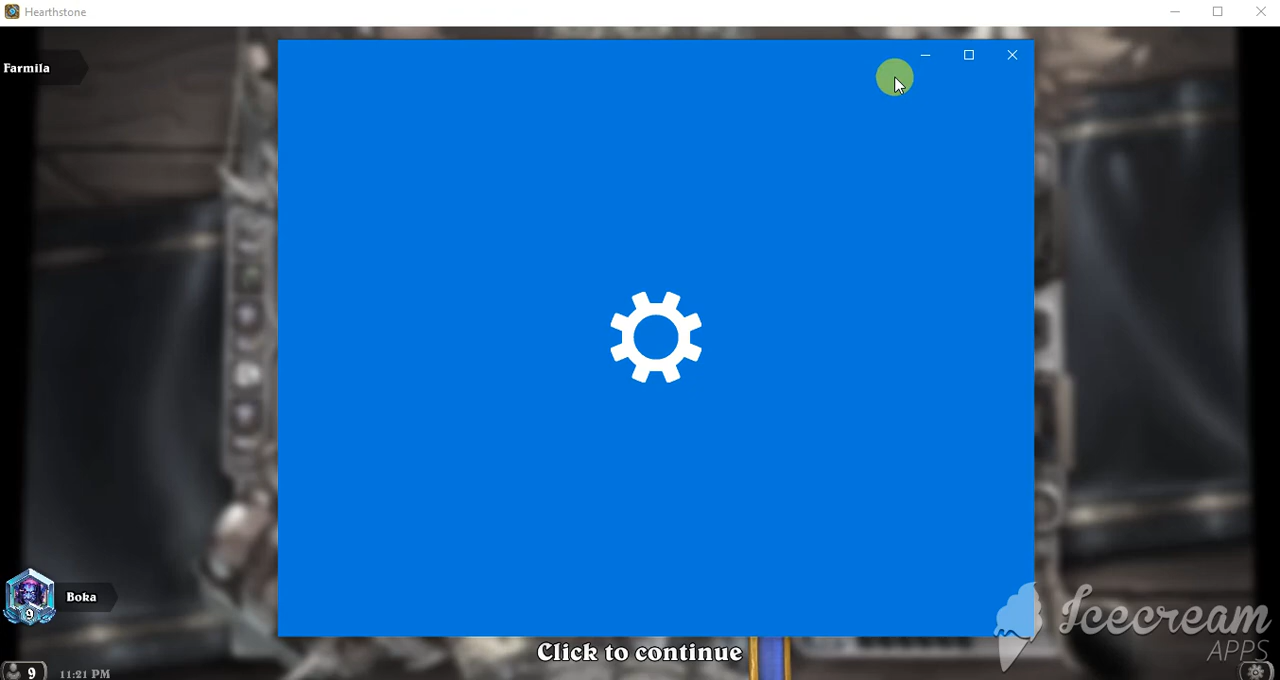 Hearthstone
Farmila
Boka
9
Click to continue
9
11:21 PM
Icecream
APPS